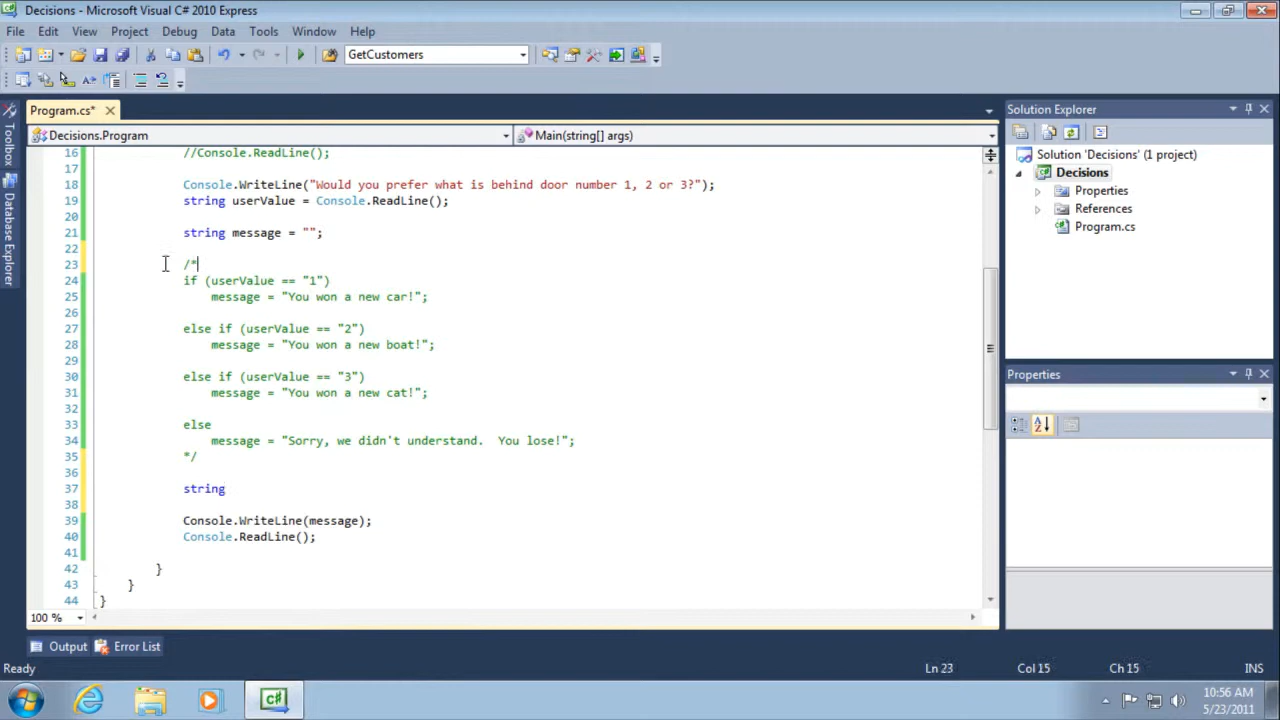 Decisions - Microsoft Visual C# 2010 Express
File Edit View Project Debug Data Tools Window Help
GetCustomers
Program.cs*
Solution Explorer
Decisions.Program Main(string[] args)
Toolbox
Database Explorer
16 //Console.ReadLine();
17
18 Console.WriteLine("Would you prefer what is behind door number 1, 2 or 3?");
19 string userValue = Console.ReadLine();
20
21 string message = "";
22
23 /*
24 if (userValue == "1")
25 message = "You won a new car!";
26
27 else if (userValue == "2")
28 message = "You won a new boat!";
29
30 else if (userValue == "3")
31 message = "You won a new cat!";
32
33 else
34 message = "Sorry, we didn't understand.  You lose!";
35 */
36
37 string
38
39 Console.WriteLine(message);
40 Console.ReadLine();
41
42 }
43 }
44 }
100 %
Solution 'Decisions' (1 project)
Decisions
Properties
References
Program.cs
Properties
Output Error List
Ready Ln 23 Col 15 Ch 15 INS
C#
10:56 AM
5/23/2011